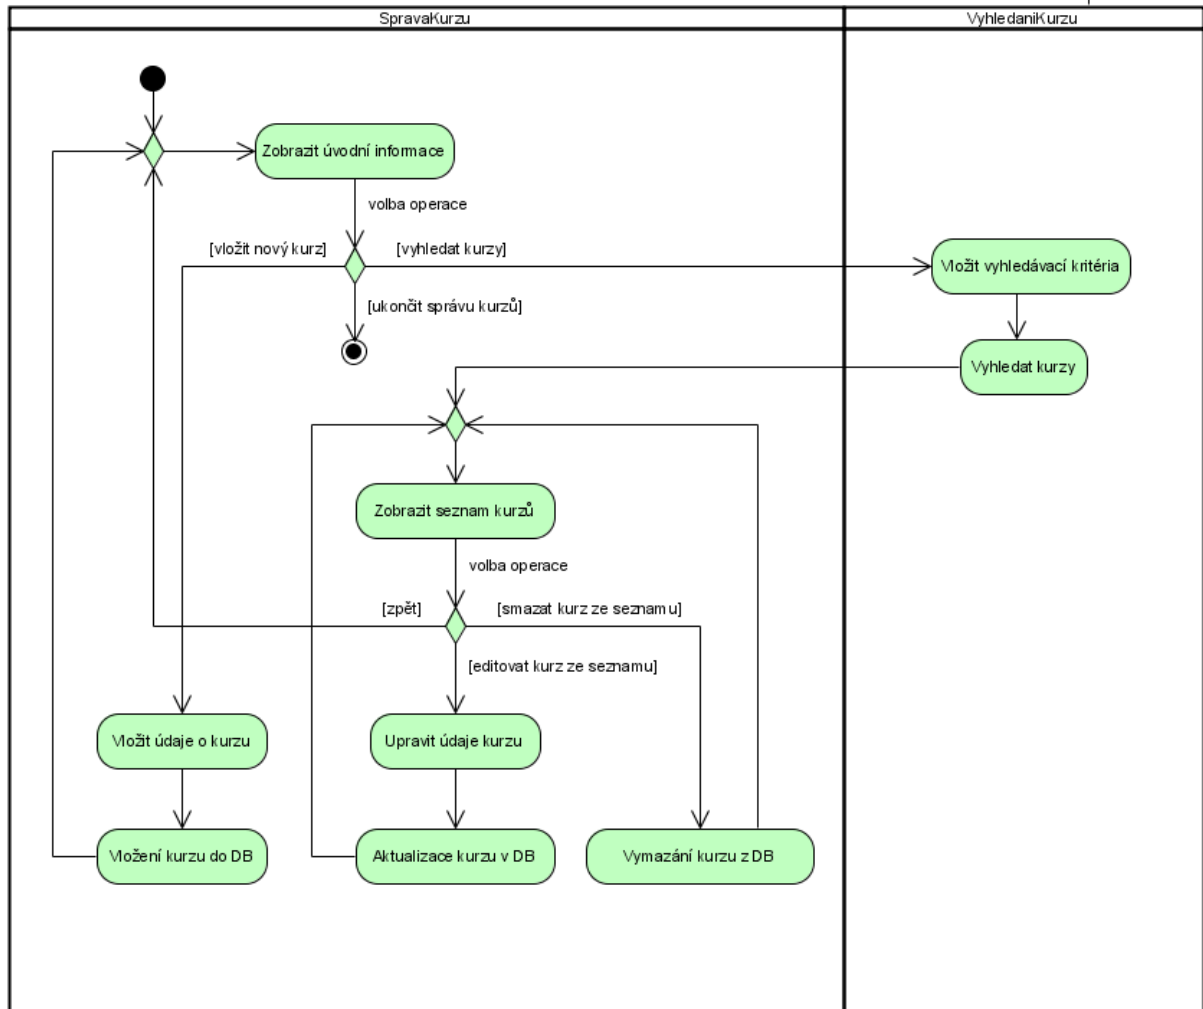 SpravaKurzu
VyhledaniKurzu
Zobrazit úvodní informace
volba operace
[vložit nový kurz]
[vyhledat kurzy]
Vložit vyhledávací kritéria
[ukončit správu kurzů]
Vyhledat kurzy
Zobrazit seznam kurzů
volba operace
[zpět]
[smazat kurz ze seznamu]
[editovat kurz ze seznamu]
Vložit údaje o kurzu
Upravit údaje kurzu
Vložení kurzu do DB
Aktualizace kurzu v DB
Vymazání kurzu z DB